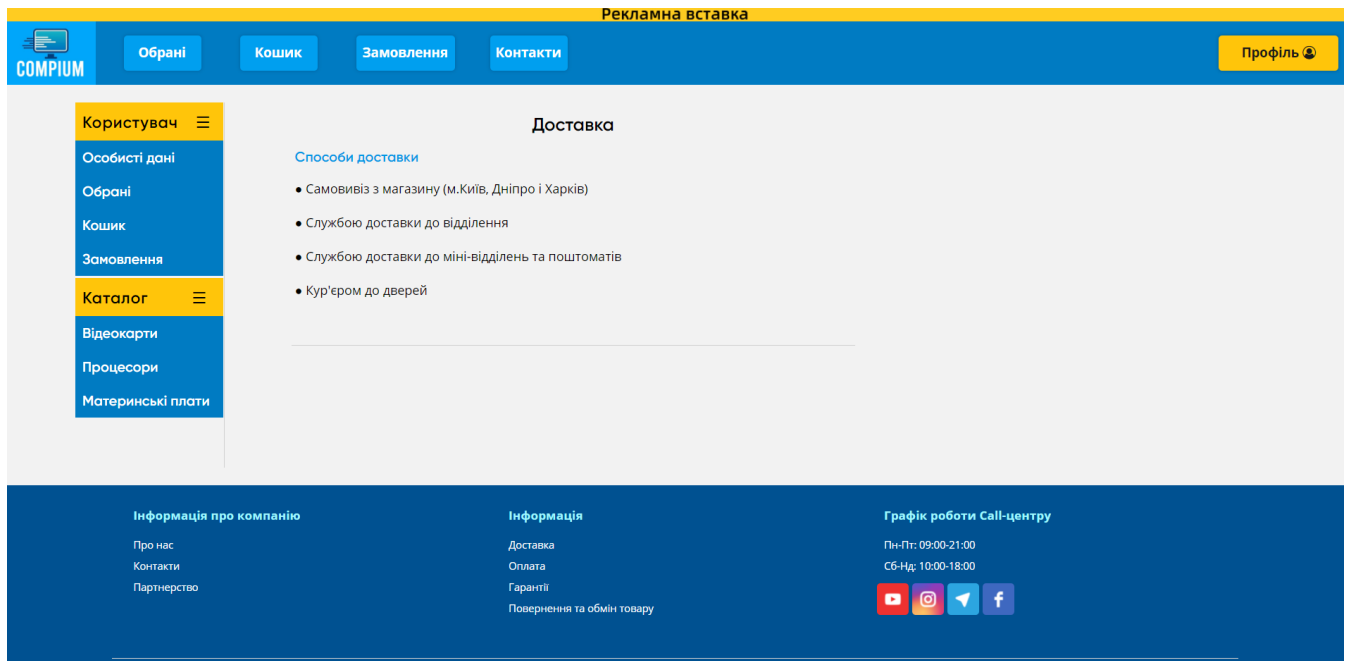 Рекламна вставка
COMPIUM
Обрані
Кошик
Замовлення
Контакти
Профіль
Користувач
Особисті дані
Обрані
Кошик
Замовлення
Каталог
Відеокарти
Процесори
Материнські плати
Доставка
Способи доставки
● Самовивіз з магазину (м.Київ, Дніпро і Харків)
● Службою доставки до відділення
● Службою доставки до міні-відділень та поштоматів
● Кур'єром до дверей
Інформація про компанію
Про нас
Контакти
Партнерство
Інформація
Доставка
Оплата
Гарантії
Повернення та обмін товару
Графік роботи Call-центру
Пн-Пт: 09:00-21:00
Сб-Нд: 10:00-18:00